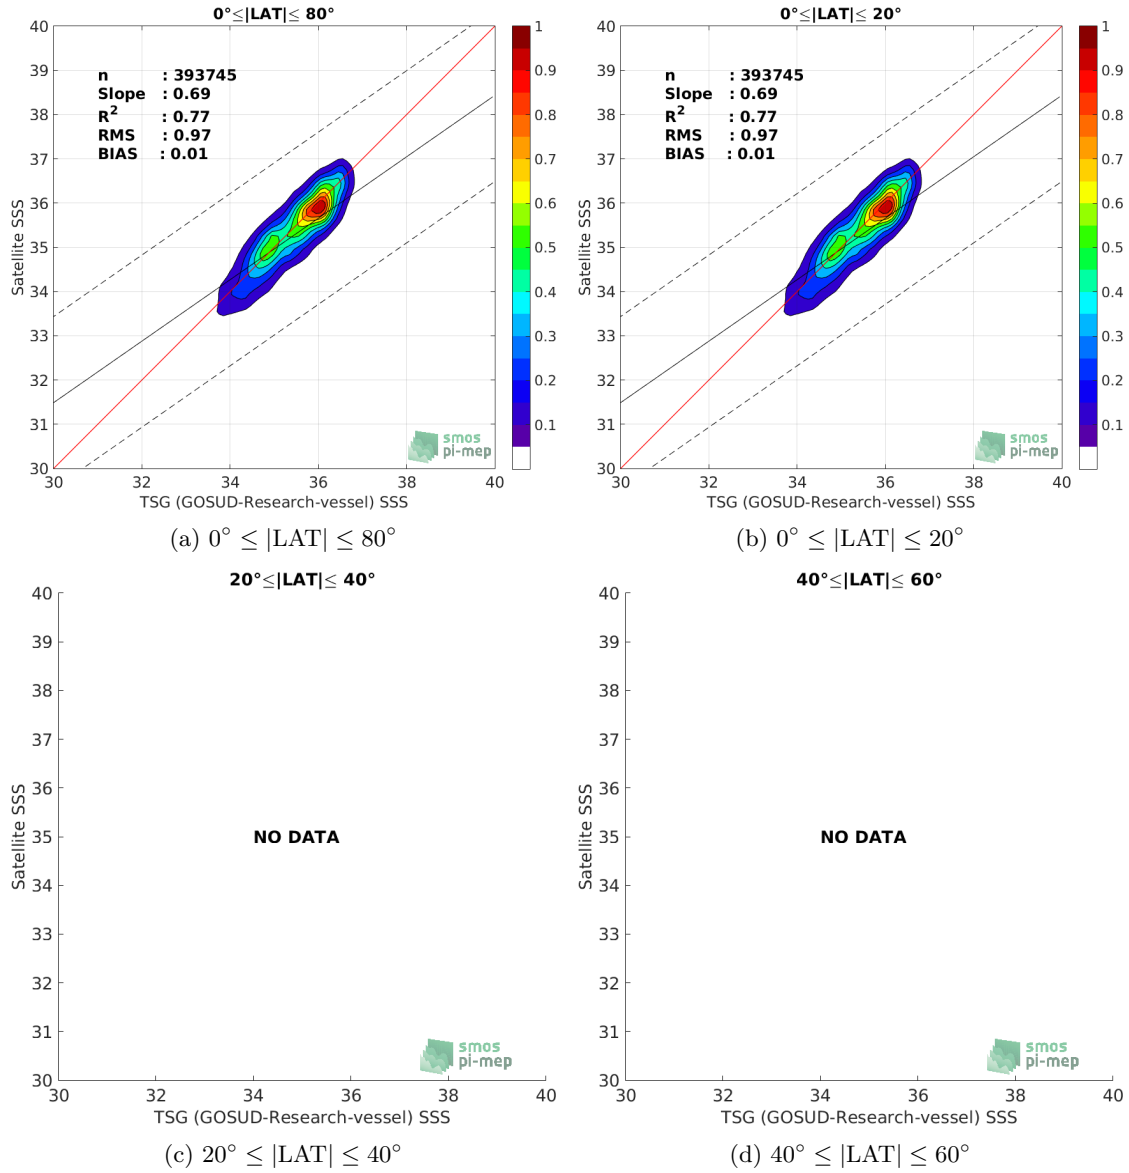 0°≤|LAT|≤ 80°
40
39
38
37
36
35
34
33
32
31
30
Satellite SSS
n : 393745
Slope : 0.69
R² : 0.77
RMS : 0.97
BIAS : 0.01
smos
pi-mep
30 32 34 36 38 40
TSG (GOSUD-Research-vessel) SSS
1
0.9
0.8
0.7
0.6
0.5
0.4
0.3
0.2
0.1
(a) 0° ≤ |LAT| ≤ 80°
0°≤|LAT|≤ 20°
40
39
38
37
36
35
34
33
32
31
30
Satellite SSS
n : 393745
Slope : 0.69
R² : 0.77
RMS : 0.97
BIAS : 0.01
smos
pi-mep
30 32 34 36 38 40
TSG (GOSUD-Research-vessel) SSS
1
0.9
0.8
0.7
0.6
0.5
0.4
0.3
0.2
0.1
(b) 0° ≤ |LAT| ≤ 20°
20°≤|LAT|≤ 40°
40
39
38
37
36
35
34
33
32
31
30
Satellite SSS
NO DATA
smos
pi-mep
30 32 34 36 38 40
TSG (GOSUD-Research-vessel) SSS
(c) 20° ≤ |LAT| ≤ 40°
40°≤|LAT|≤ 60°
40
39
38
37
36
35
34
33
32
31
30
Satellite SSS
NO DATA
smos
pi-mep
30 32 34 36 38 40
TSG (GOSUD-Research-vessel) SSS
(d) 40° ≤ |LAT| ≤ 60°